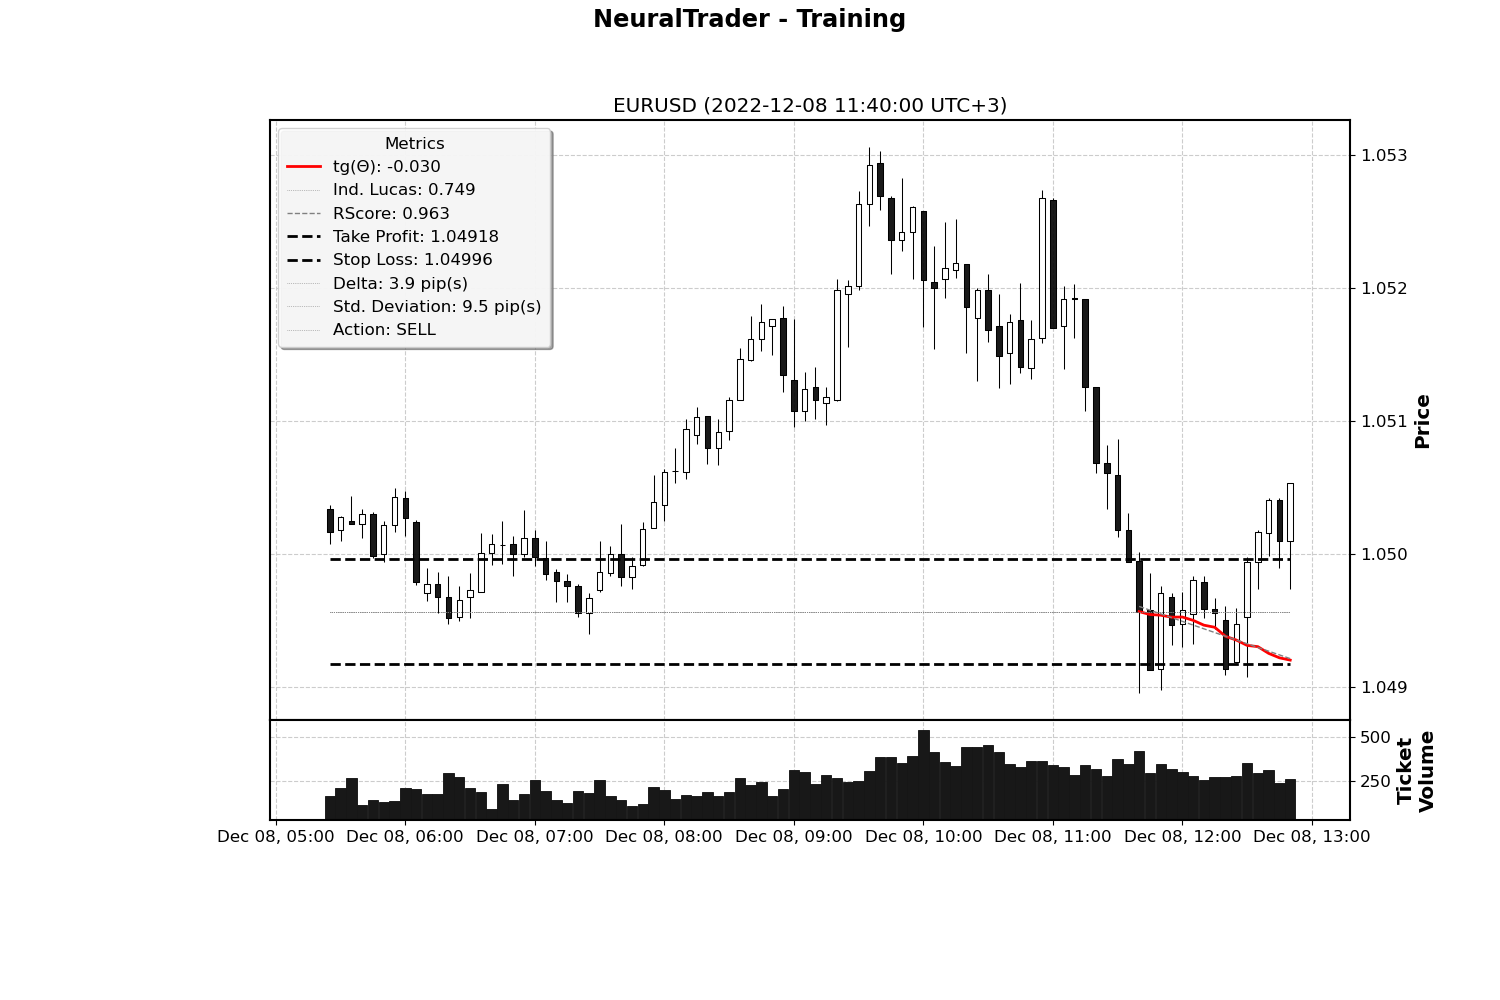 NeuralTrader - Training
EURUSD (2022-12-08 11:40:00 UTC+3)
Metrics
tg(Θ): -0.030
Ind. Lucas: 0.749
RScore: 0.963
Take Profit: 1.04918
Stop Loss: 1.04996
Delta: 3.9 pip(s)
Std. Deviation: 9.5 pip(s)
Action: SELL
1.053
1.052
1.051
1.050
1.049
Price
500
250
Ticket
Volume
Dec 08, 05:00
Dec 08, 06:00
Dec 08, 07:00
Dec 08, 08:00
Dec 08, 09:00
Dec 08, 10:00
Dec 08, 11:00
Dec 08, 12:00
Dec 08, 13:00